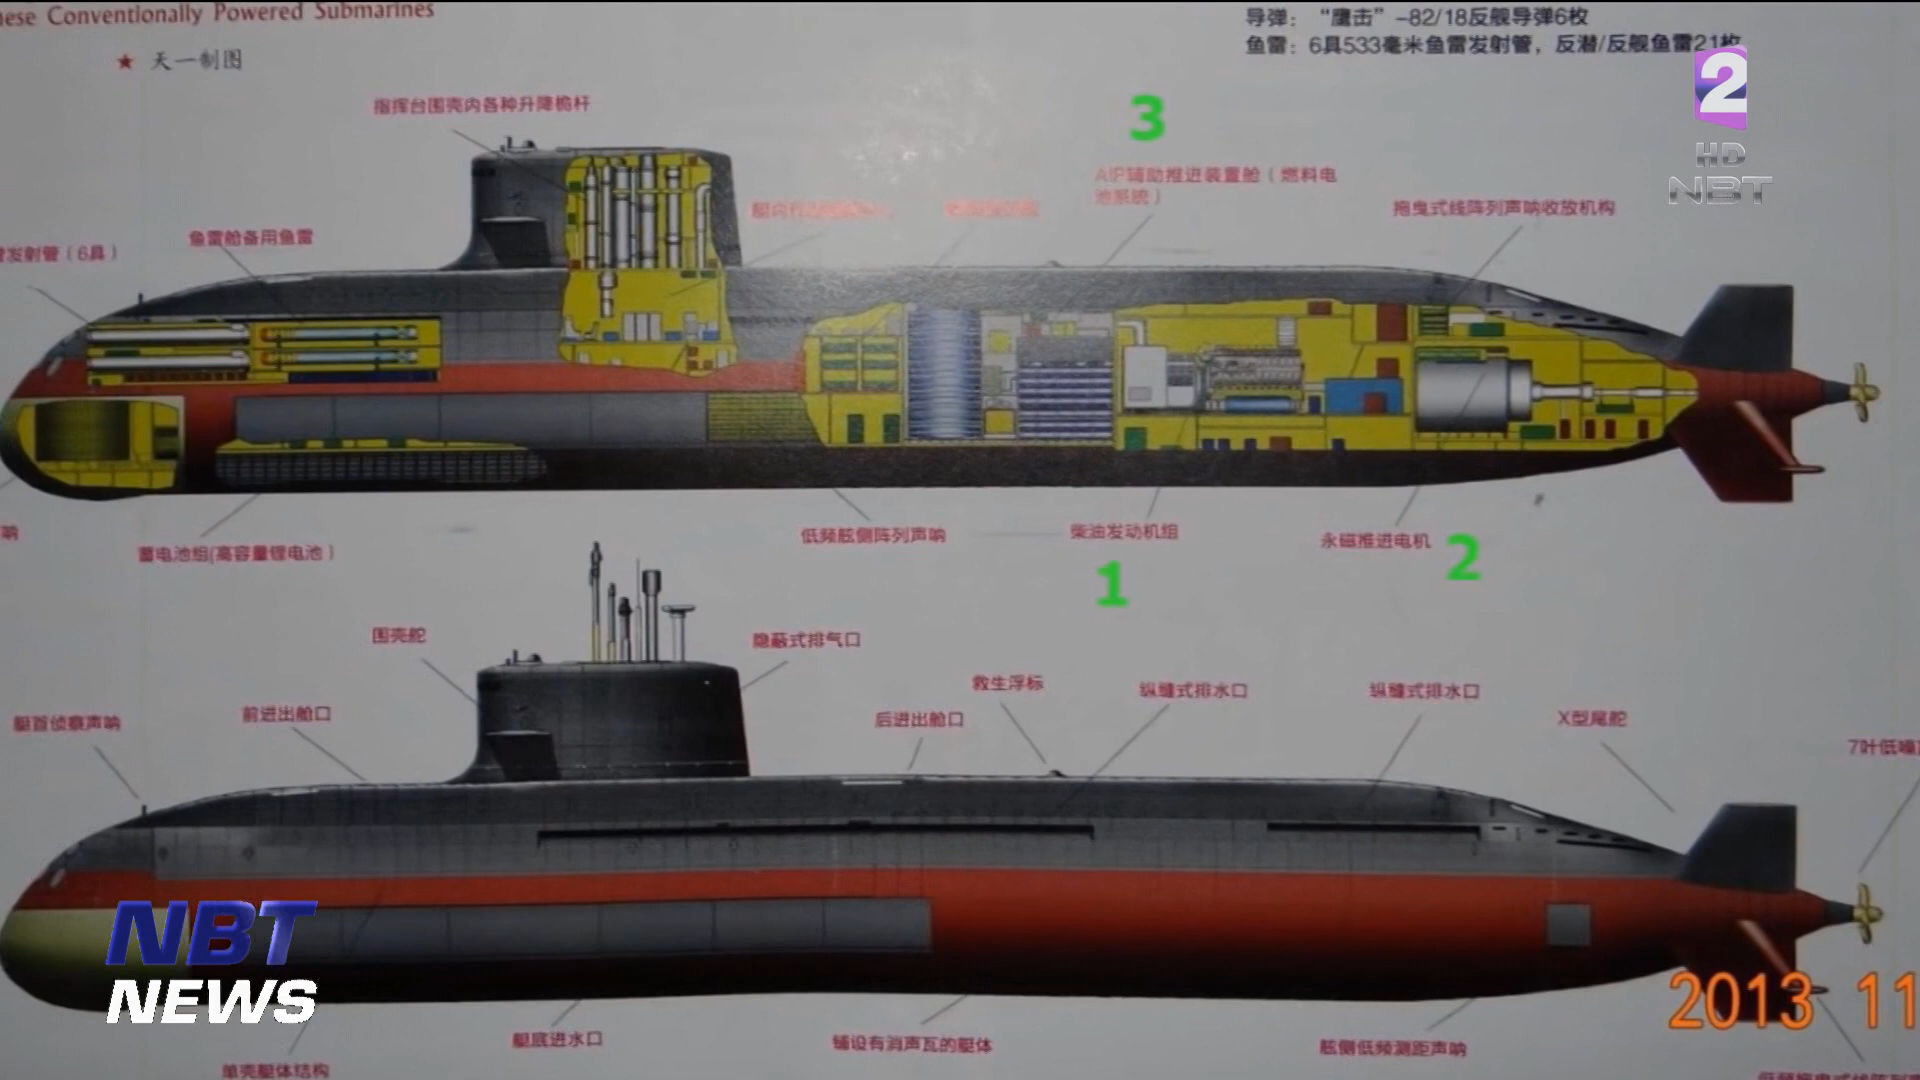 ese Conventionally Powered Submarines
导弹：“鹰击”-82/18反舰导弹6枚
★ 天一制图
鱼雷：6具533毫米鱼雷发射管，反潜/反舰鱼雷21枚
2
HD
NBT
指挥台围壳内各种升降桅杆
3
AIP辅助推进装置舱（燃料电
池系统）
拖曳式线阵列声呐收放机构
发射管（6具）
鱼雷舱备用鱼雷
呐
蓄电池组(高容量锂电池）
低频舷侧阵列声呐
柴油发动机组
永磁推进电机
1
2
围壳舵
隐蔽式排气口
救生浮标
纵缝式排水口
纵缝式排水口
艇首侦察声呐
前进出舱口
后进出舱口
X型尾舵
7叶低噪
NBT
NEWS
2013 11
艇底进水口
铺设有消声瓦的艇体
舷侧低频测距声呐
单壳艇体结构